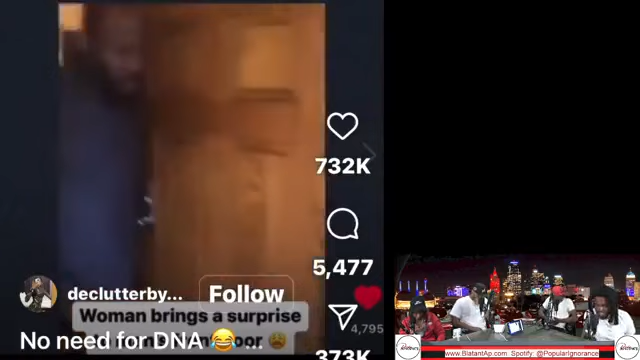 732K
5,477
declutterby...
Follow
Woman brings a surprise
4,795
No need for DNA 😂 ...
373K
www.BlatantAp.com Spotify: @PopularIgnorance